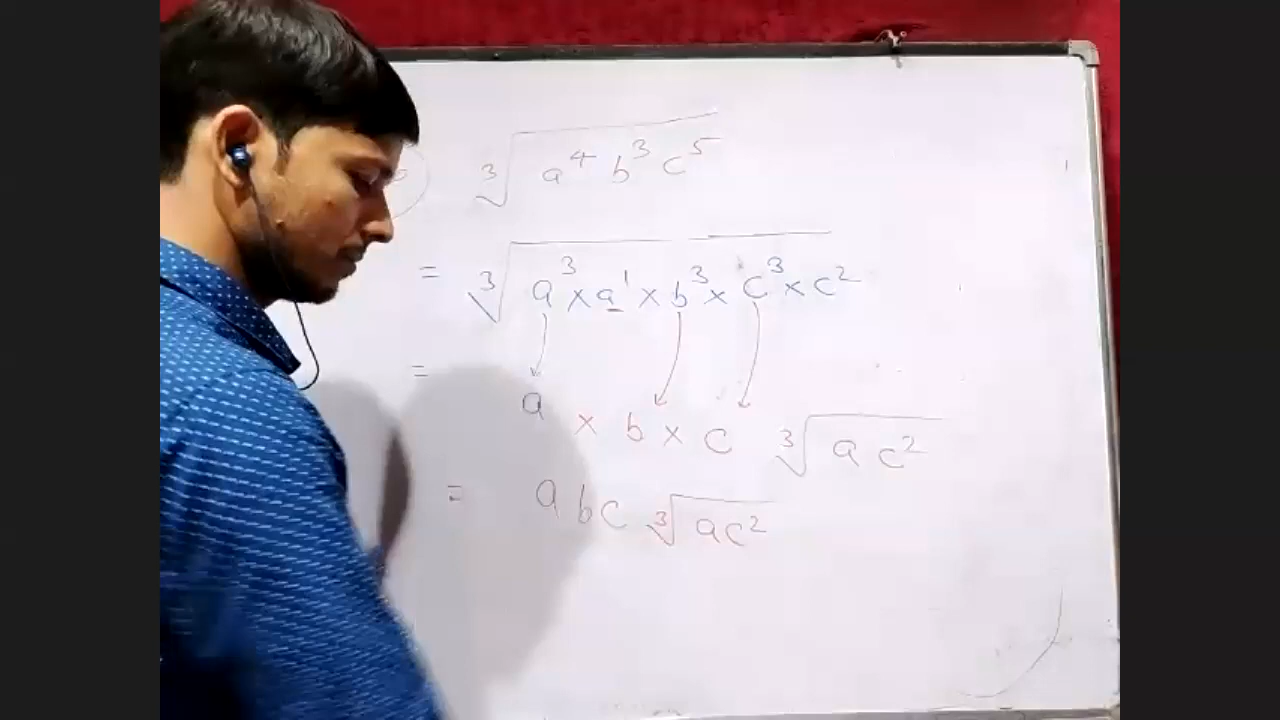 ∛(a⁴ b³ c⁵)
= ∛(a³ × a¹ × b³ × c³ × c²)
= a × b × c ∛(a c²)
= a b c ∛(a c²)